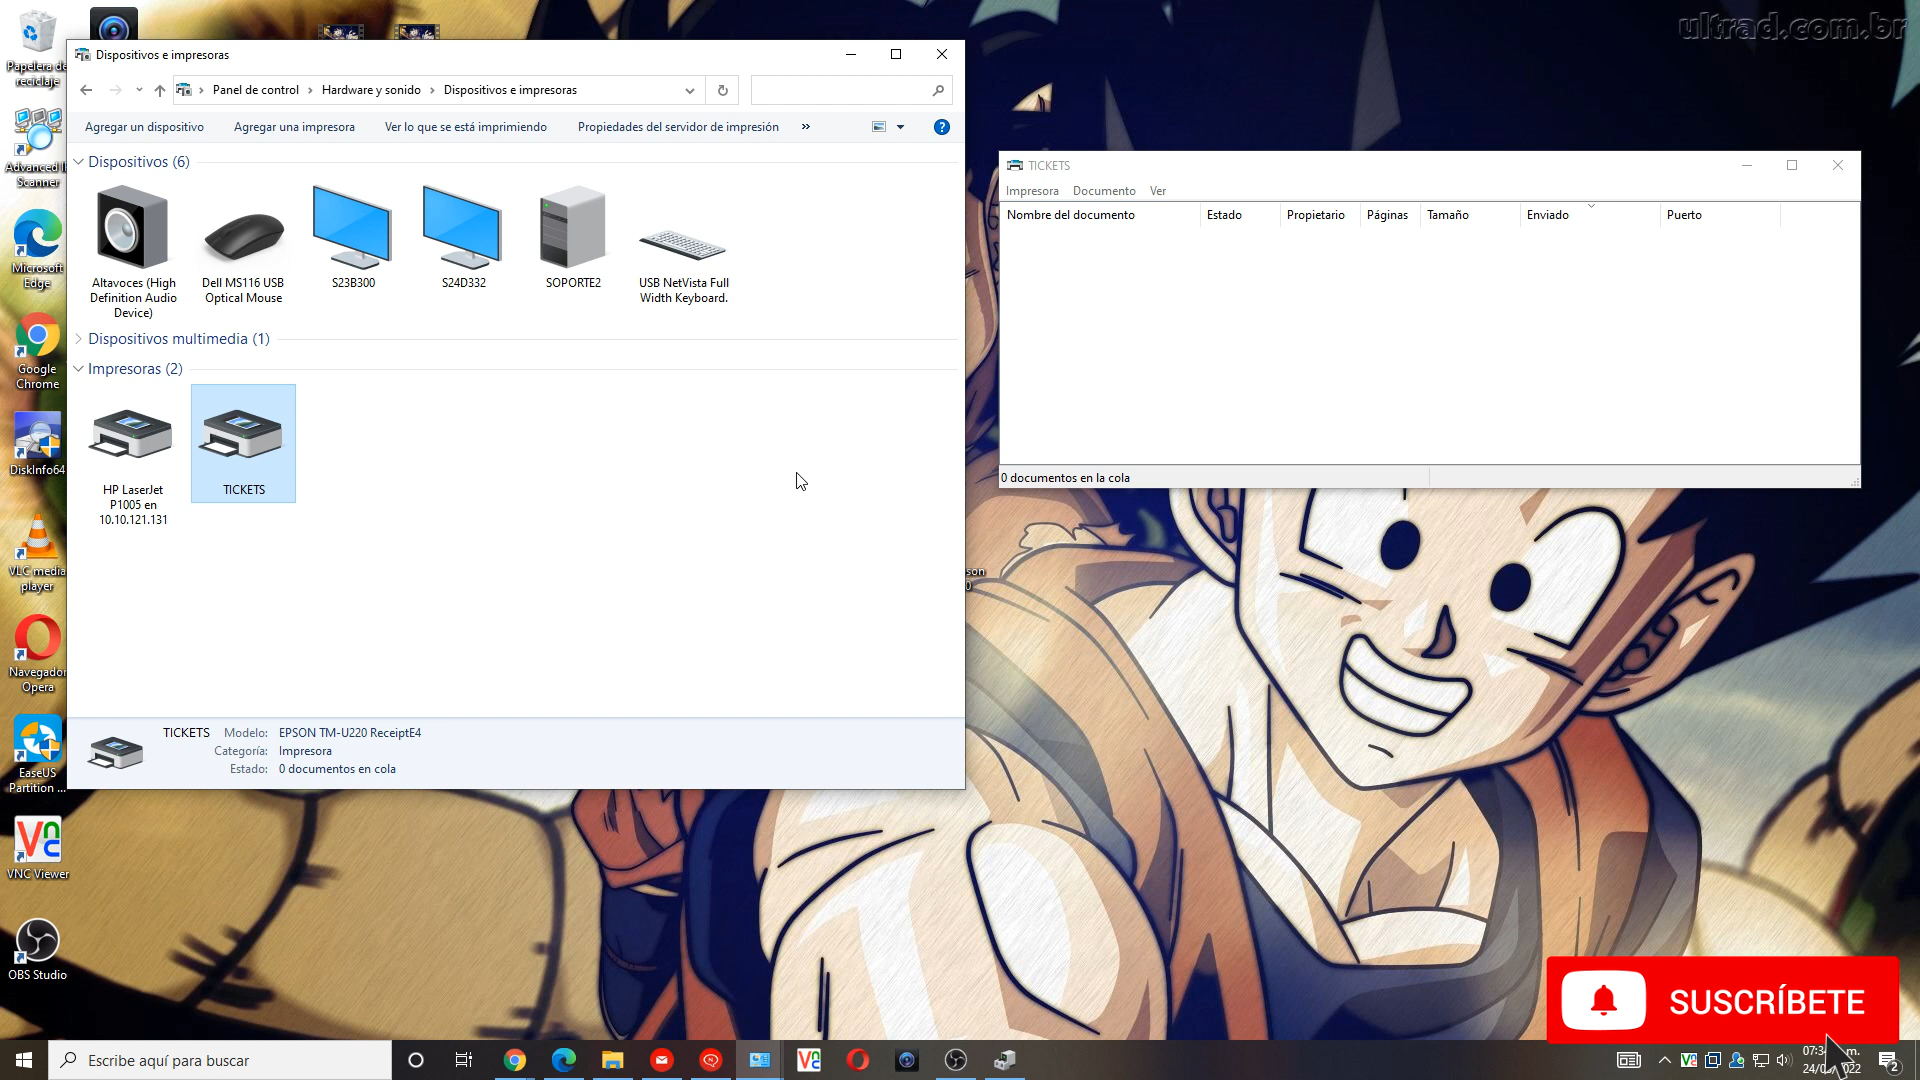 ultrad.com.br
Papelera de
reciclaje
Advanced I
Scanner
Microsoft
Edge
Google
Chrome
DiskInfo64
VLC media
player
Navegador
Opera
EaseUS
Partition ...
VNC Viewer
OBS Studio
Dispositivos e impresoras
Panel de control > Hardware y sonido > Dispositivos e impresoras
Agregar un dispositivo
Agregar una impresora
Ver lo que se está imprimiendo
Propiedades del servidor de impresión
»
Dispositivos (6)
Altavoces (High
Definition Audio
Device)
Dell MS116 USB
Optical Mouse
S23B300
S24D332
SOPORTE2
USB NetVista Full
Width Keyboard.
Dispositivos multimedia (1)
Impresoras (2)
HP LaserJet
P1005 en
10.10.121.131
TICKETS
TICKETS Modelo: EPSON TM-U220 ReceiptE4
Categoría: Impresora
Estado: 0 documentos en cola
TICKETS
Impresora Documento Ver
Nombre del documento Estado Propietario Páginas Tamaño Enviado Puerto
0 documentos en la cola
son
0
SUSCRÍBETE
Escribe aquí para buscar
2